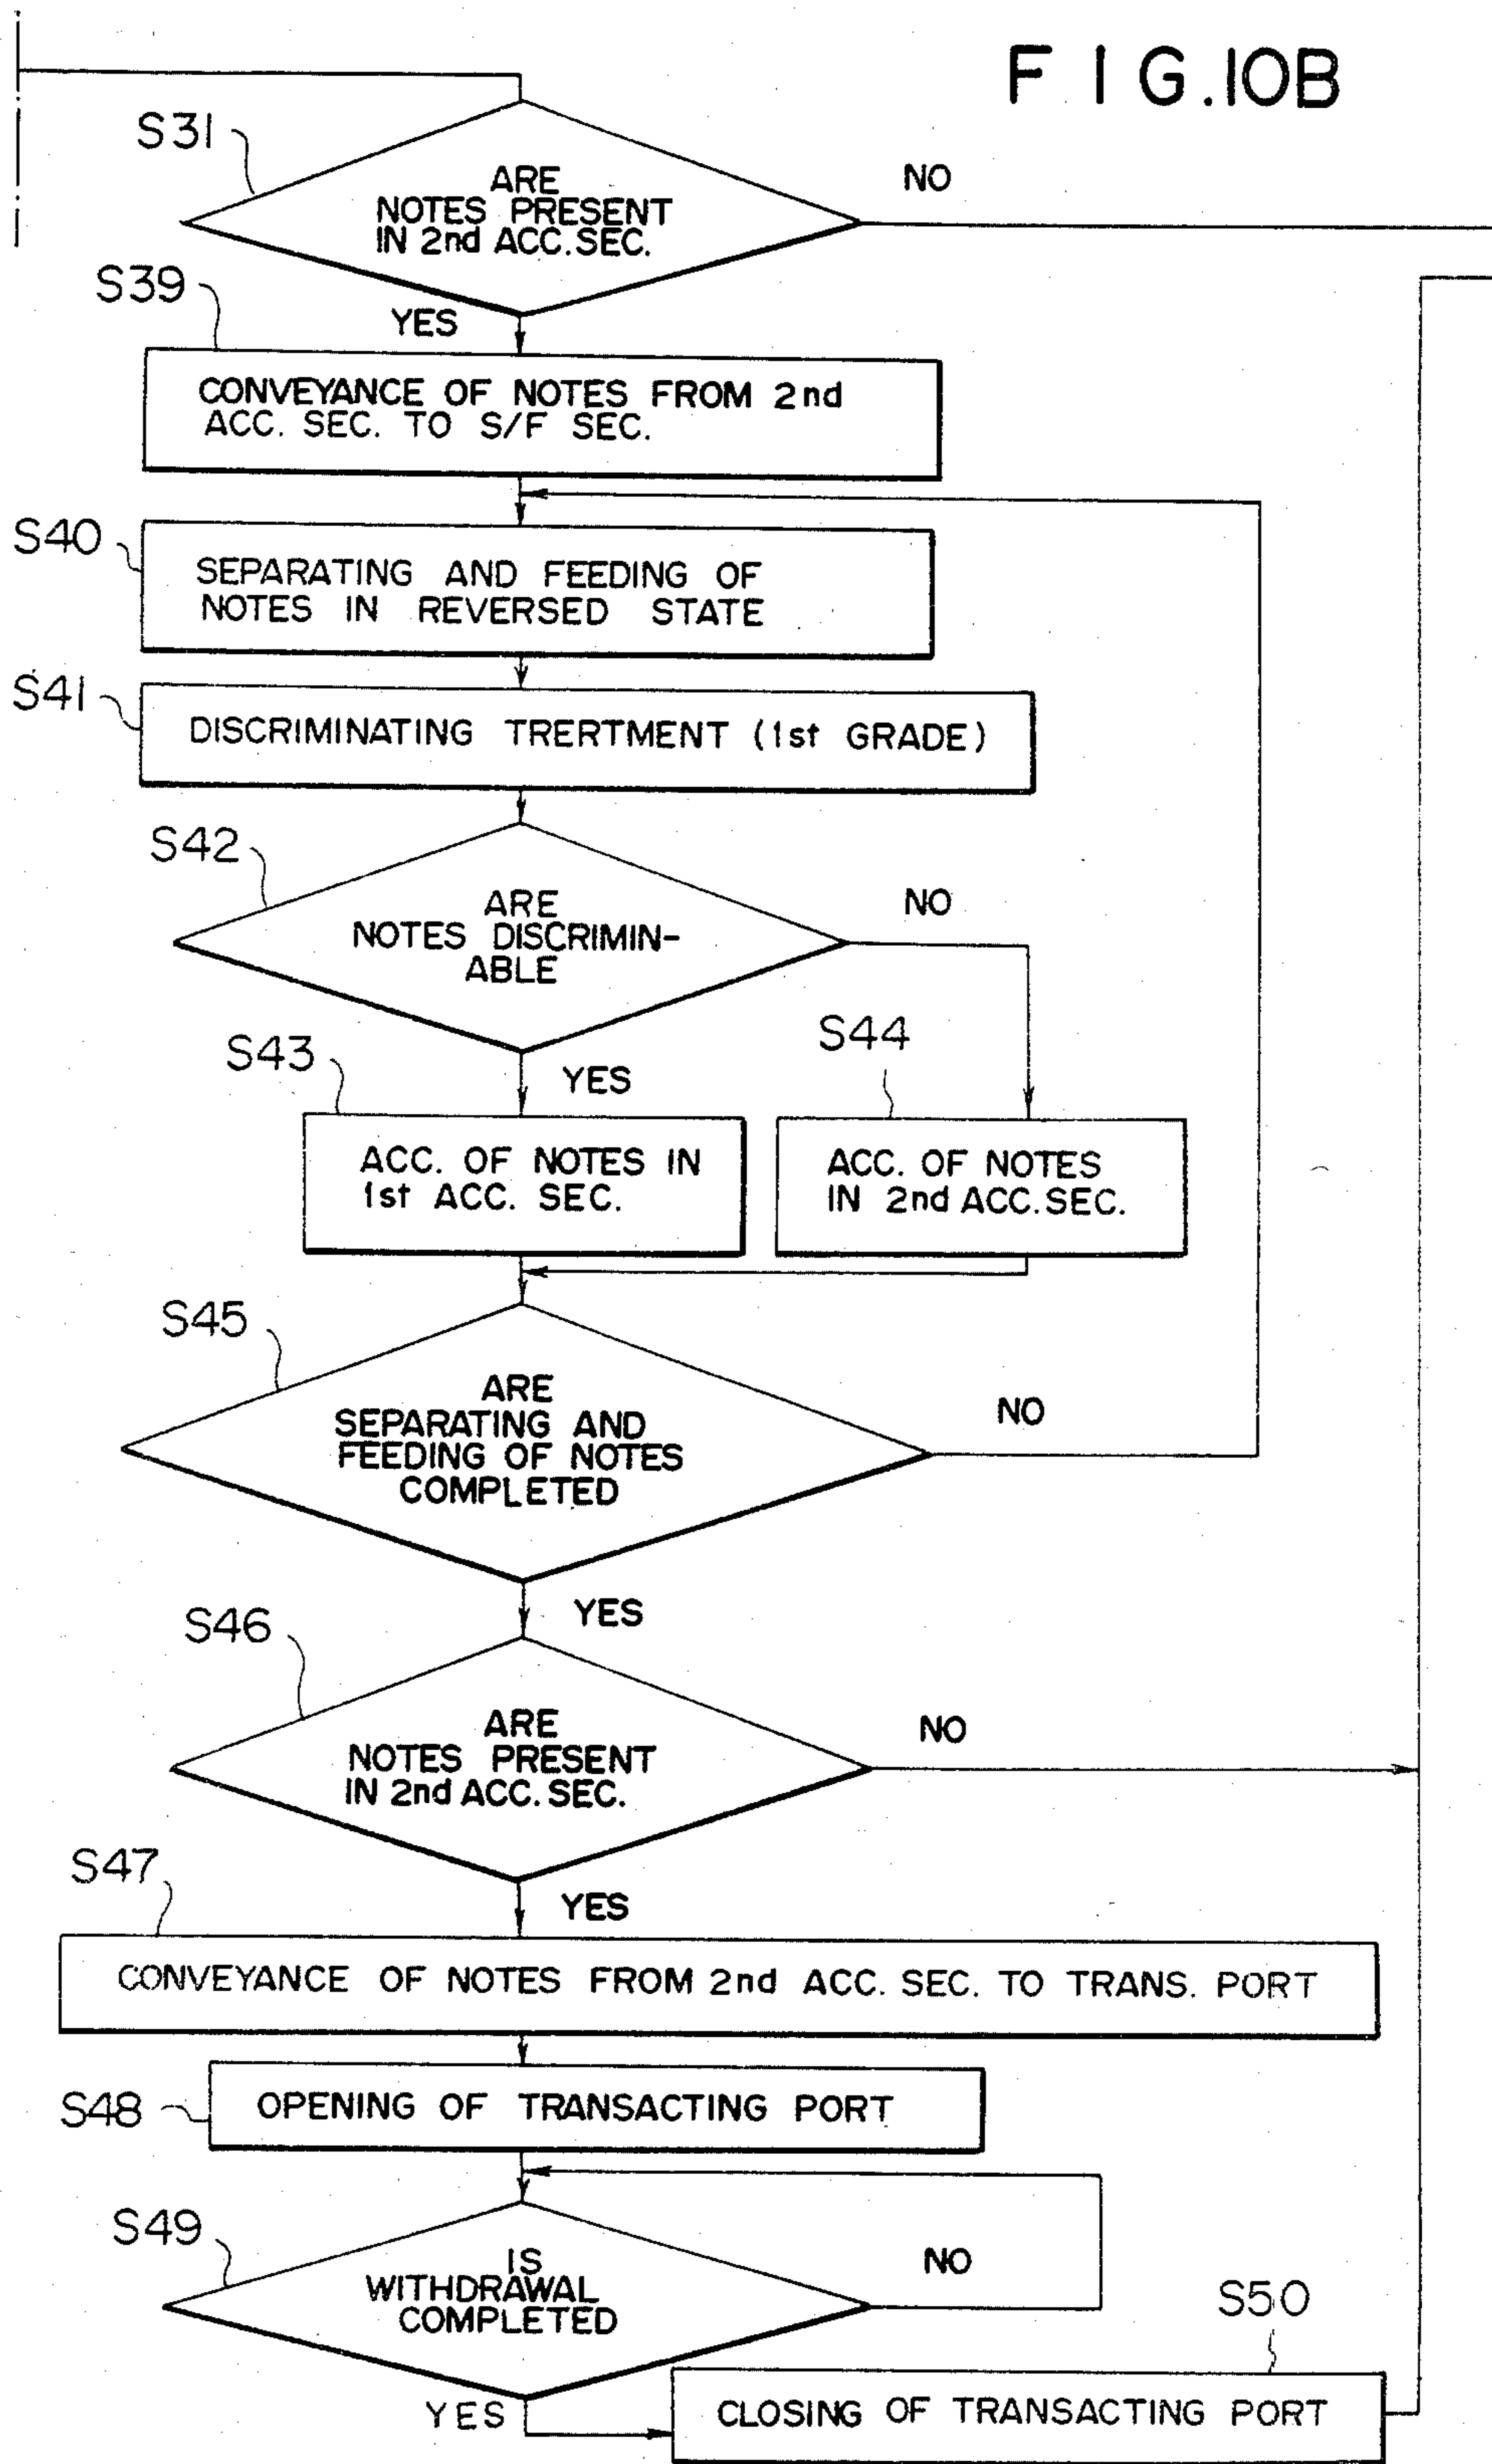 FIG.10B
S31
ARE
NOTES PRESENT
IN 2nd ACC.SEC.
NO
YES
S39
CONVEYANCE OF NOTES FROM 2nd
ACC. SEC. TO S/F SEC.
S40
SEPARATING AND FEEDING OF
NOTES IN REVERSED STATE
S41
DISCRIMINATING TRERTMENT (1st GRADE)
S42
ARE
NOTES DISCRIMIN-
ABLE
NO
YES
S43
ACC. OF NOTES IN
1st ACC. SEC.
S44
ACC. OF NOTES
IN 2nd ACC.SEC.
S45
ARE
SEPARATING AND
FEEDING OF NOTES
COMPLETED
NO
YES
S46
ARE
NOTES PRESENT
IN 2nd ACC. SEC.
NO
YES
S47
CONVEYANCE OF NOTES FROM 2nd ACC. SEC. TO TRANS. PORT
S48
OPENING OF TRANSACTING PORT
S49
IS
WITHDRAWAL
COMPLETED
NO
YES
S50
CLOSING OF TRANSACTING PORT